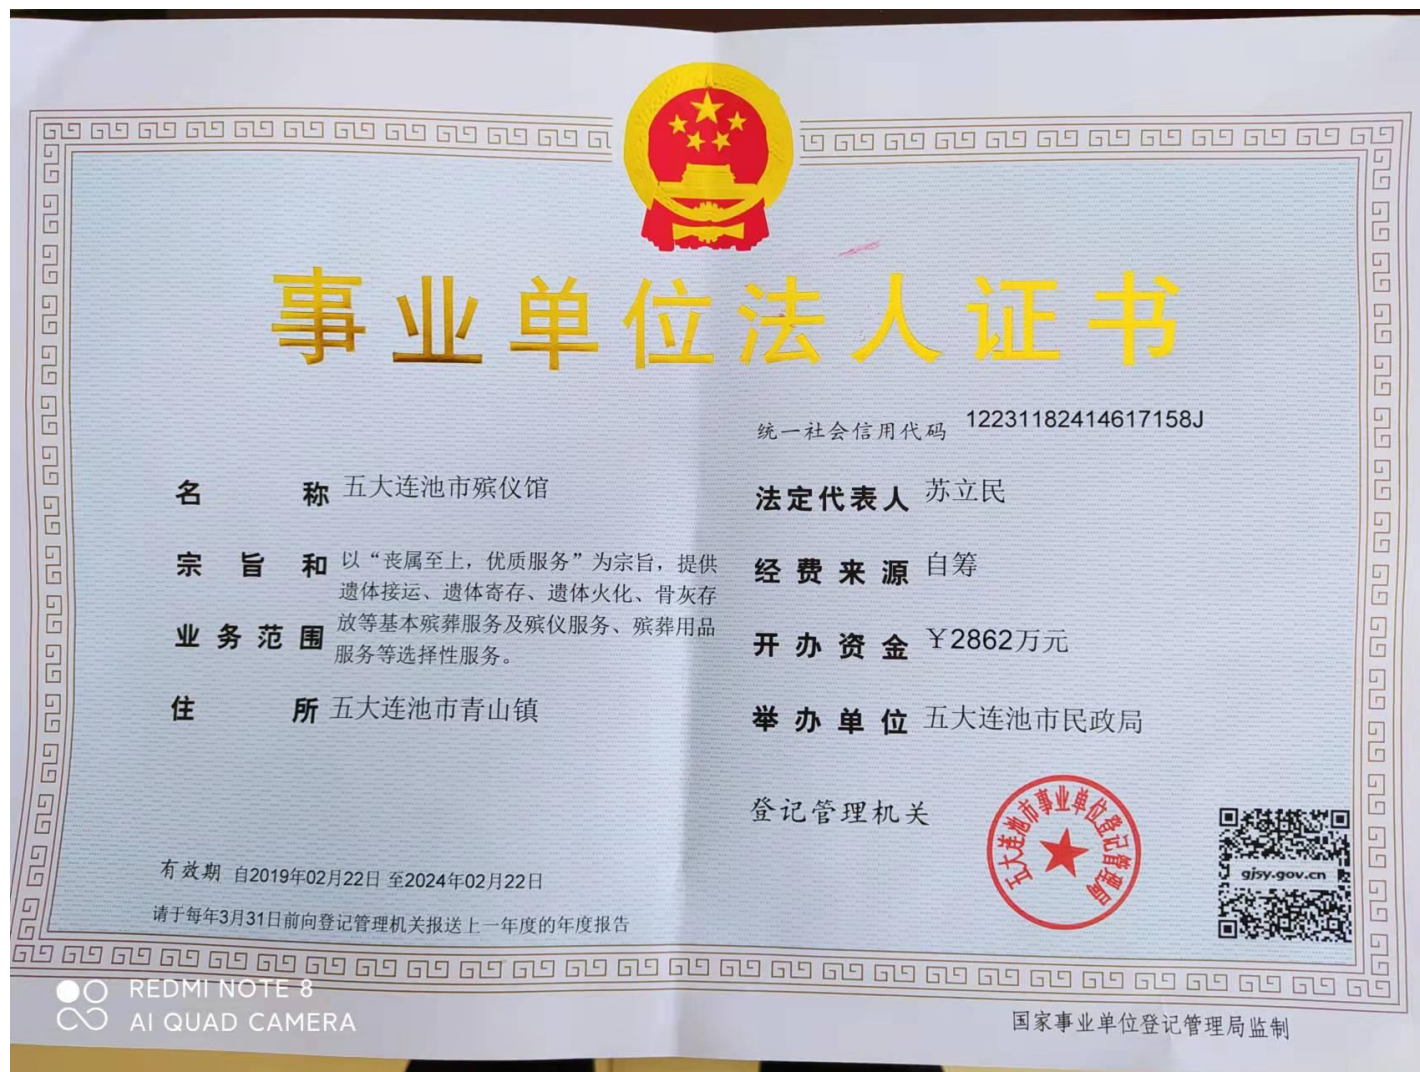 事业单位法人证书
统一社会信用代码 12231182414617158J
名称 五大连池市殡仪馆
宗旨和
业务范围
以“丧属至上，优质服务”为宗旨，提供
遗体接运、遗体寄存、遗体火化、骨灰存
放等基本殡葬服务及殡仪服务、殡葬用品
服务等选择性服务。
住所 五大连池市青山镇
法定代表人 苏立民
经费来源 自筹
开办资金 ￥2862万元
举办单位 五大连池市民政局
登记管理机关
五大连池市事业单位登记管理局
gjsy.gov.cn
有效期 自2019年02月22日 至2024年02月22日
请于每年3月31日前向登记管理机关报送上一年度的年度报告
国家事业单位登记管理局监制
REDMI NOTE 8
AI QUAD CAMERA